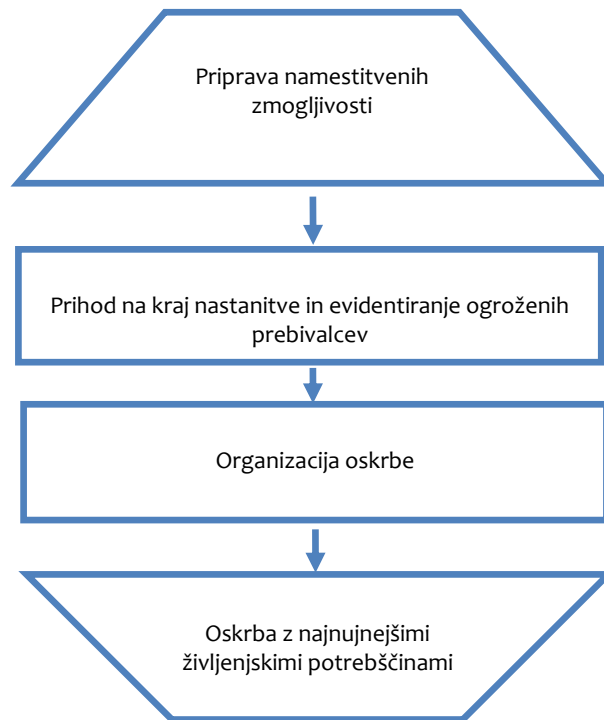 Priprava namestitvenih
zmogljivosti
Prihod na kraj nastanitve in evidentiranje ogroženih
prebivalcev
Organizacija oskrbe
Oskrba z najnujnejšimi
življenjskimi potrebščinami